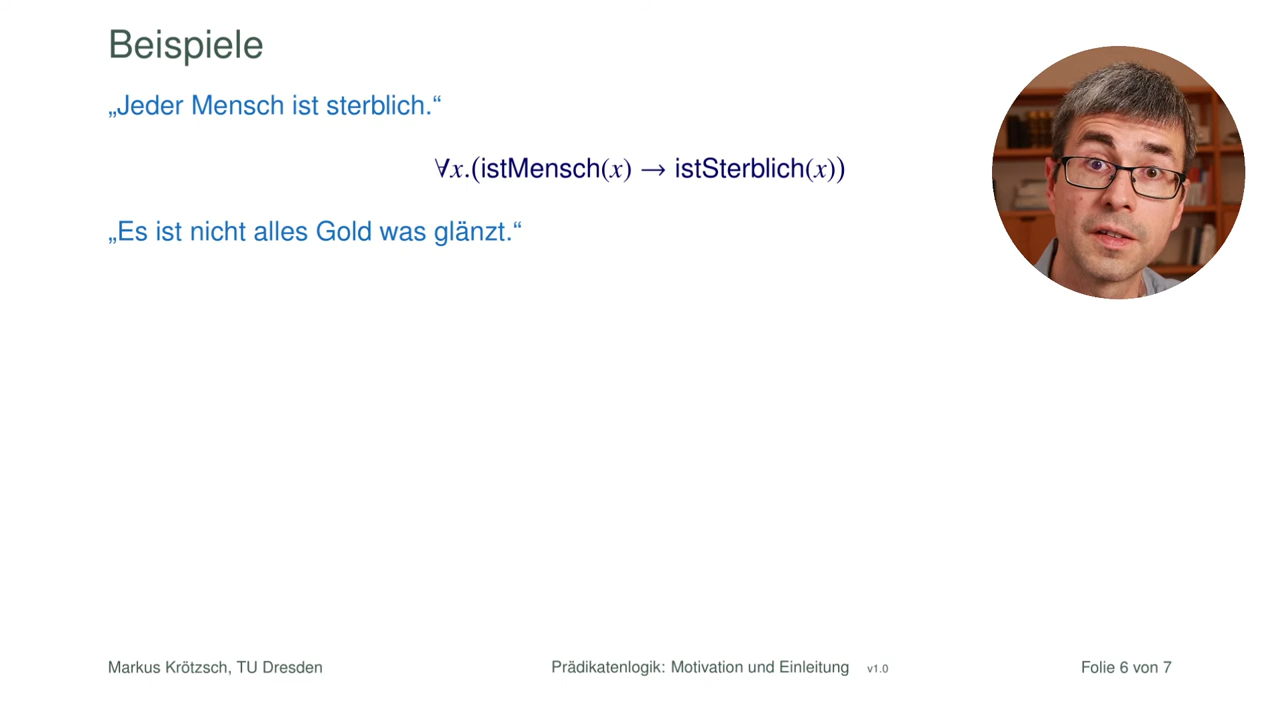 Beispiele
„Jeder Mensch ist sterblich.“
∀x.(istMensch(x) → istSterblich(x))
„Es ist nicht alles Gold was glänzt.“
Markus Krötzsch, TU Dresden Prädikatenlogik: Motivation und Einleitung v1.0 Folie 6 von 7